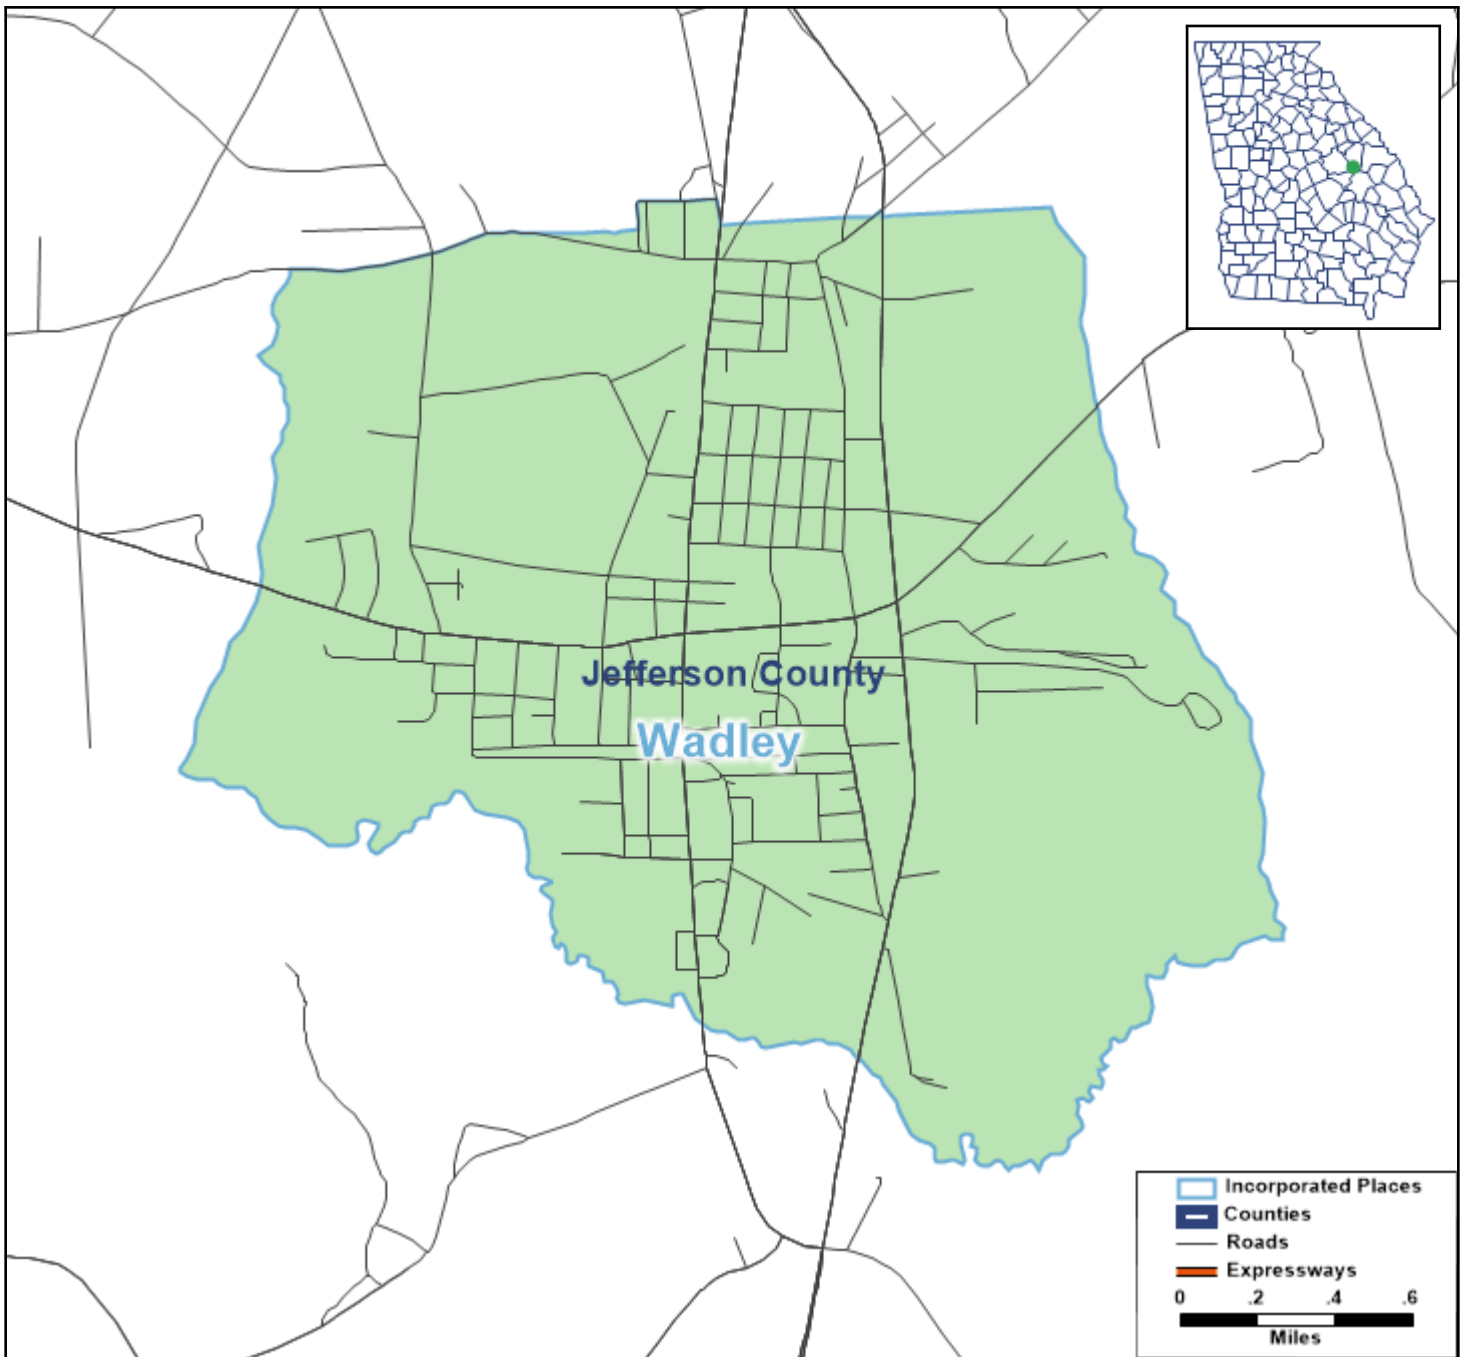 Jefferson County
Wadley
Incorporated Places
Counties
Roads
Expressways
0 .2 .4 .6
Miles